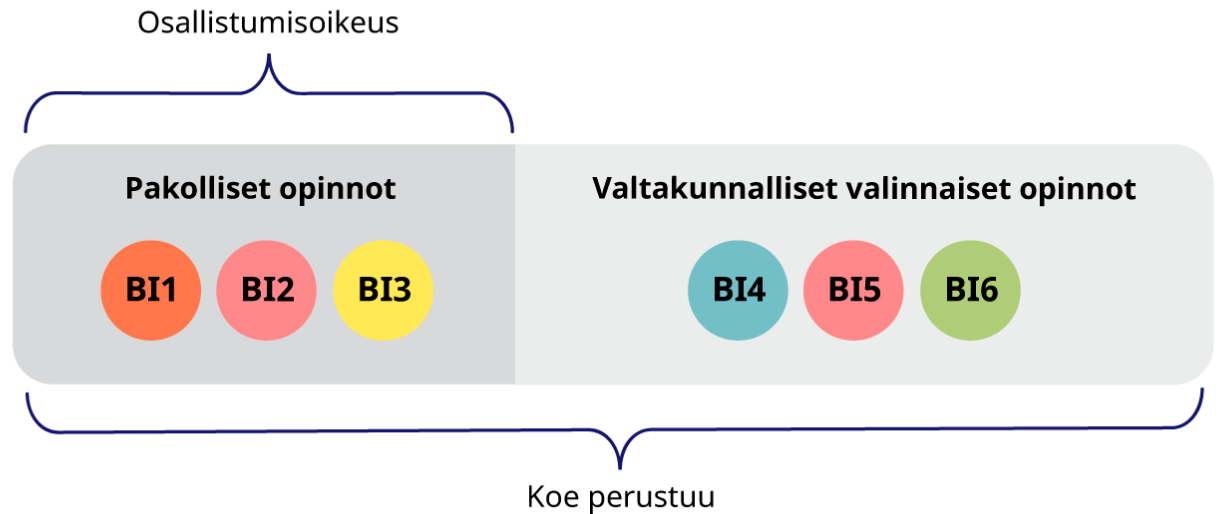 Osallistumisoikeus
Pakolliset opinnot
Valtakunnalliset valinnaiset opinnot
BI1 BI2 BI3 BI4 BI5 BI6
Koe perustuu